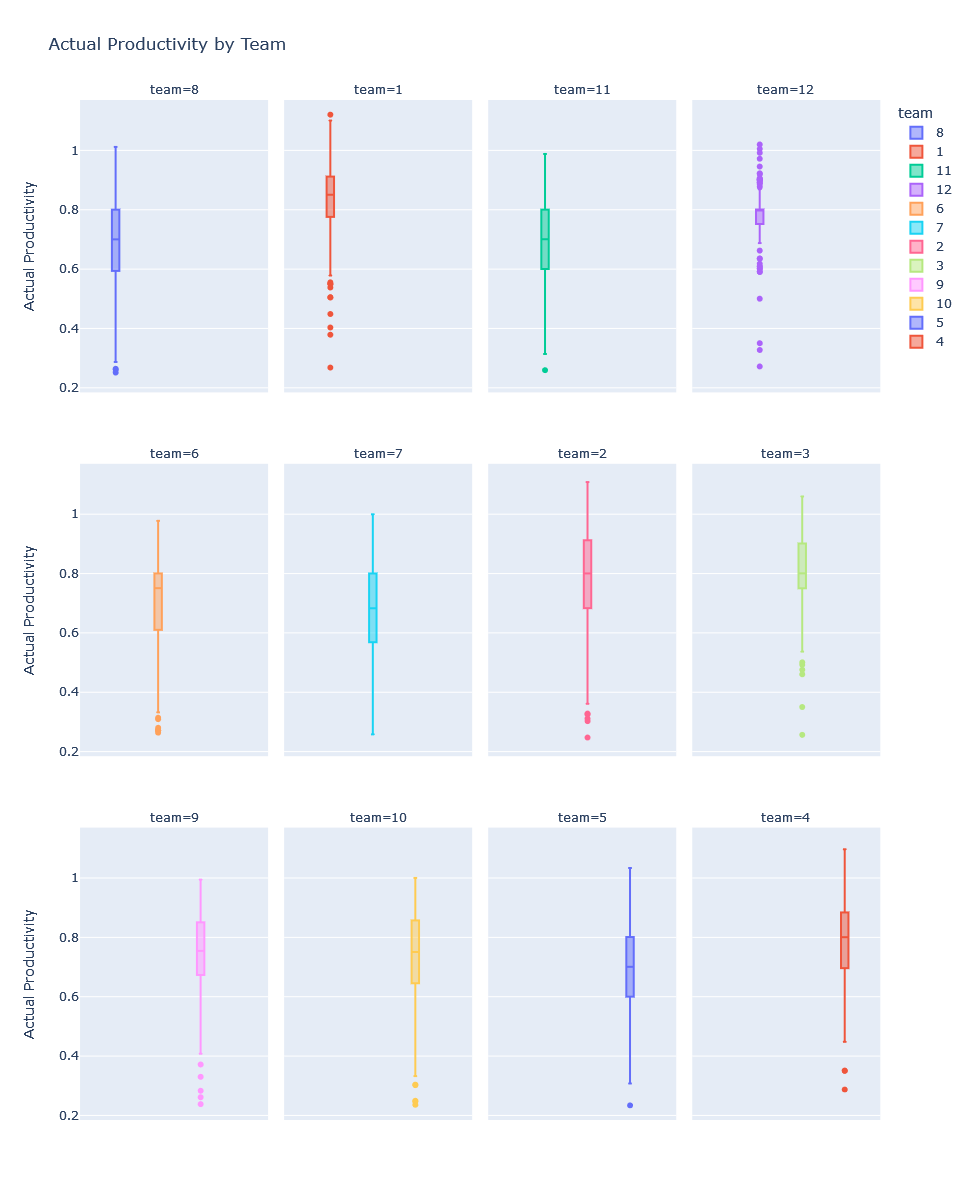 Actual Productivity by Team
team=8
team=1
team=11
team=12
team
8
1
11
12
6
7
2
3
9
10
5
4
Actual Productivity
1
0.8
0.6
0.4
0.2
team=6
team=7
team=2
team=3
Actual Productivity
1
0.8
0.6
0.4
0.2
team=9
team=10
team=5
team=4
Actual Productivity
1
0.8
0.6
0.4
0.2